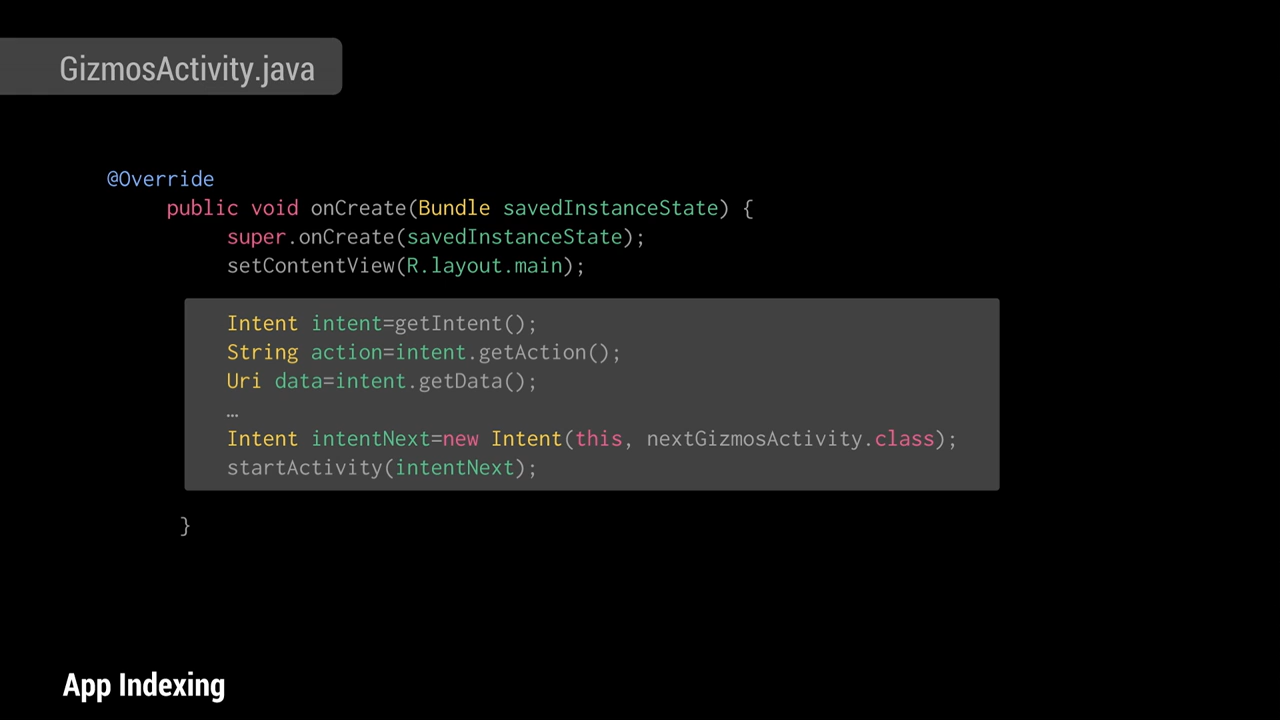 GizmosActivity.java
@Override
public void onCreate(Bundle savedInstanceState) {
super.onCreate(savedInstanceState);
setContentView(R.layout.main);
Intent intent=getIntent();
String action=intent.getAction();
Uri data=intent.getData();
…
Intent intentNext=new Intent(this, nextGizmosActivity.class);
startActivity(intentNext);
}
App Indexing